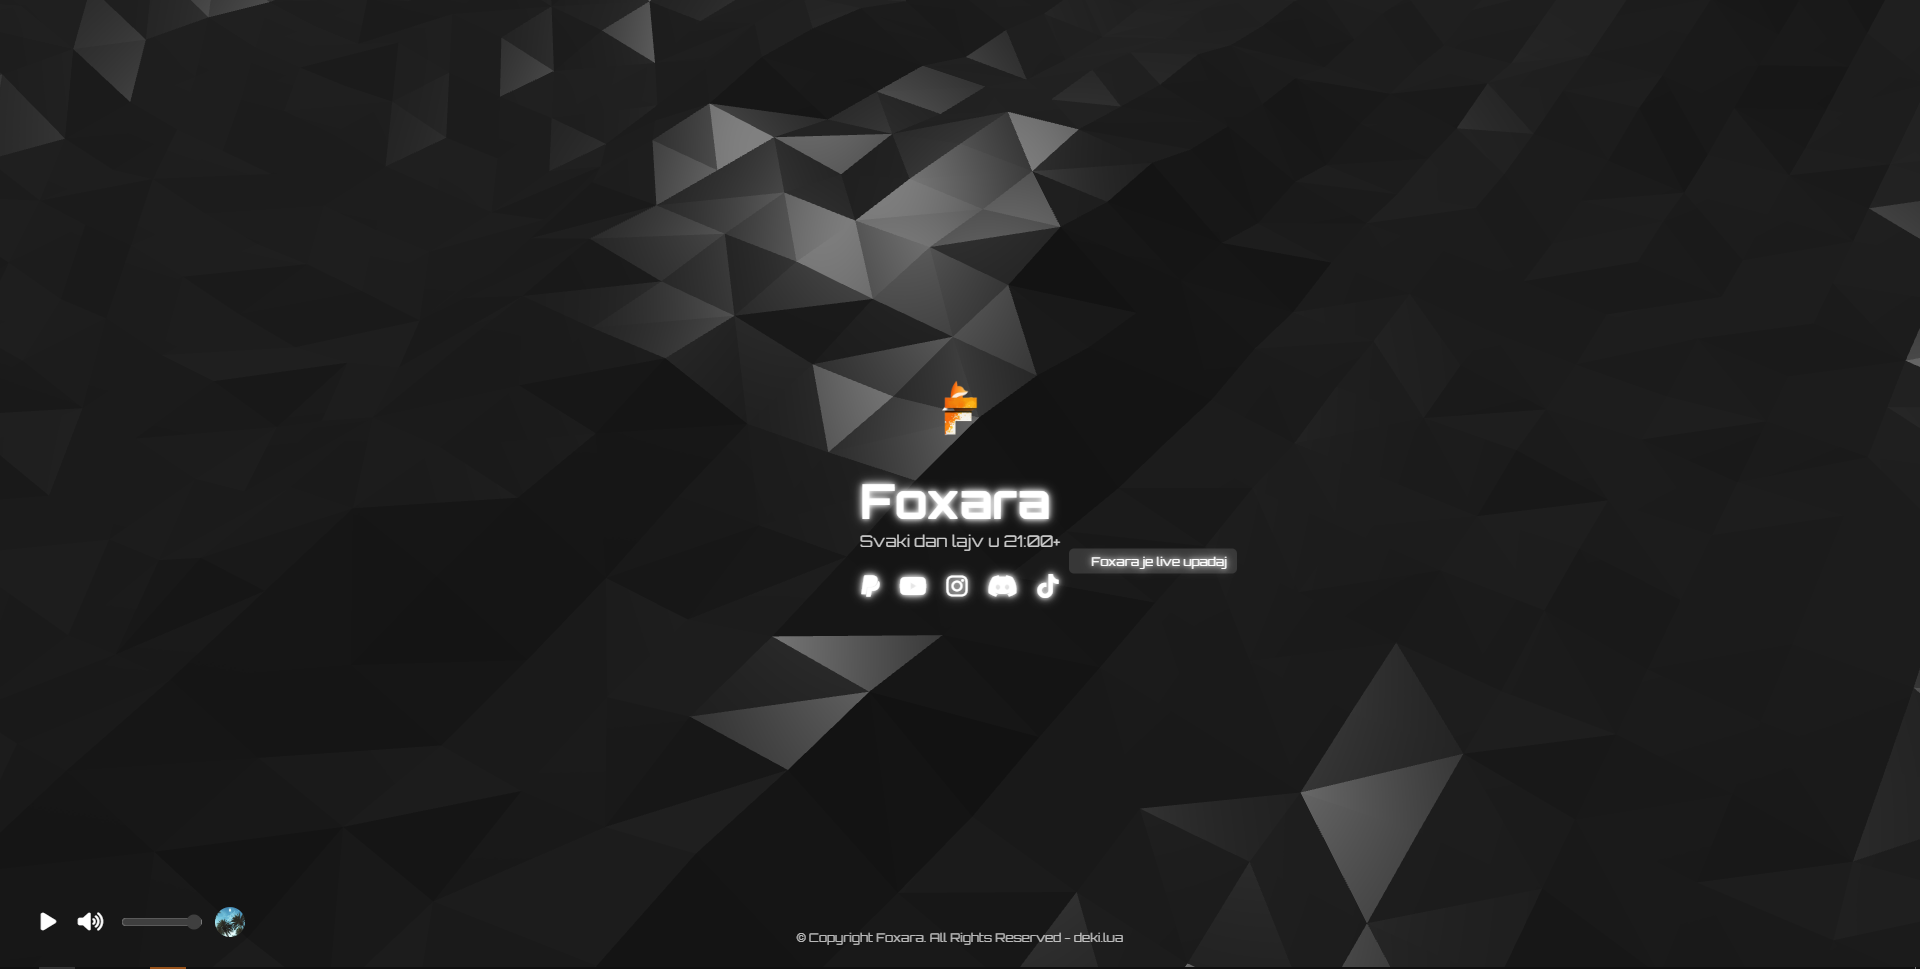 Foxara
Svaki dan lajv u 21:00+
Foxara je live upadaj
© Copyright Foxara. All Rights Reserved - deki.lua